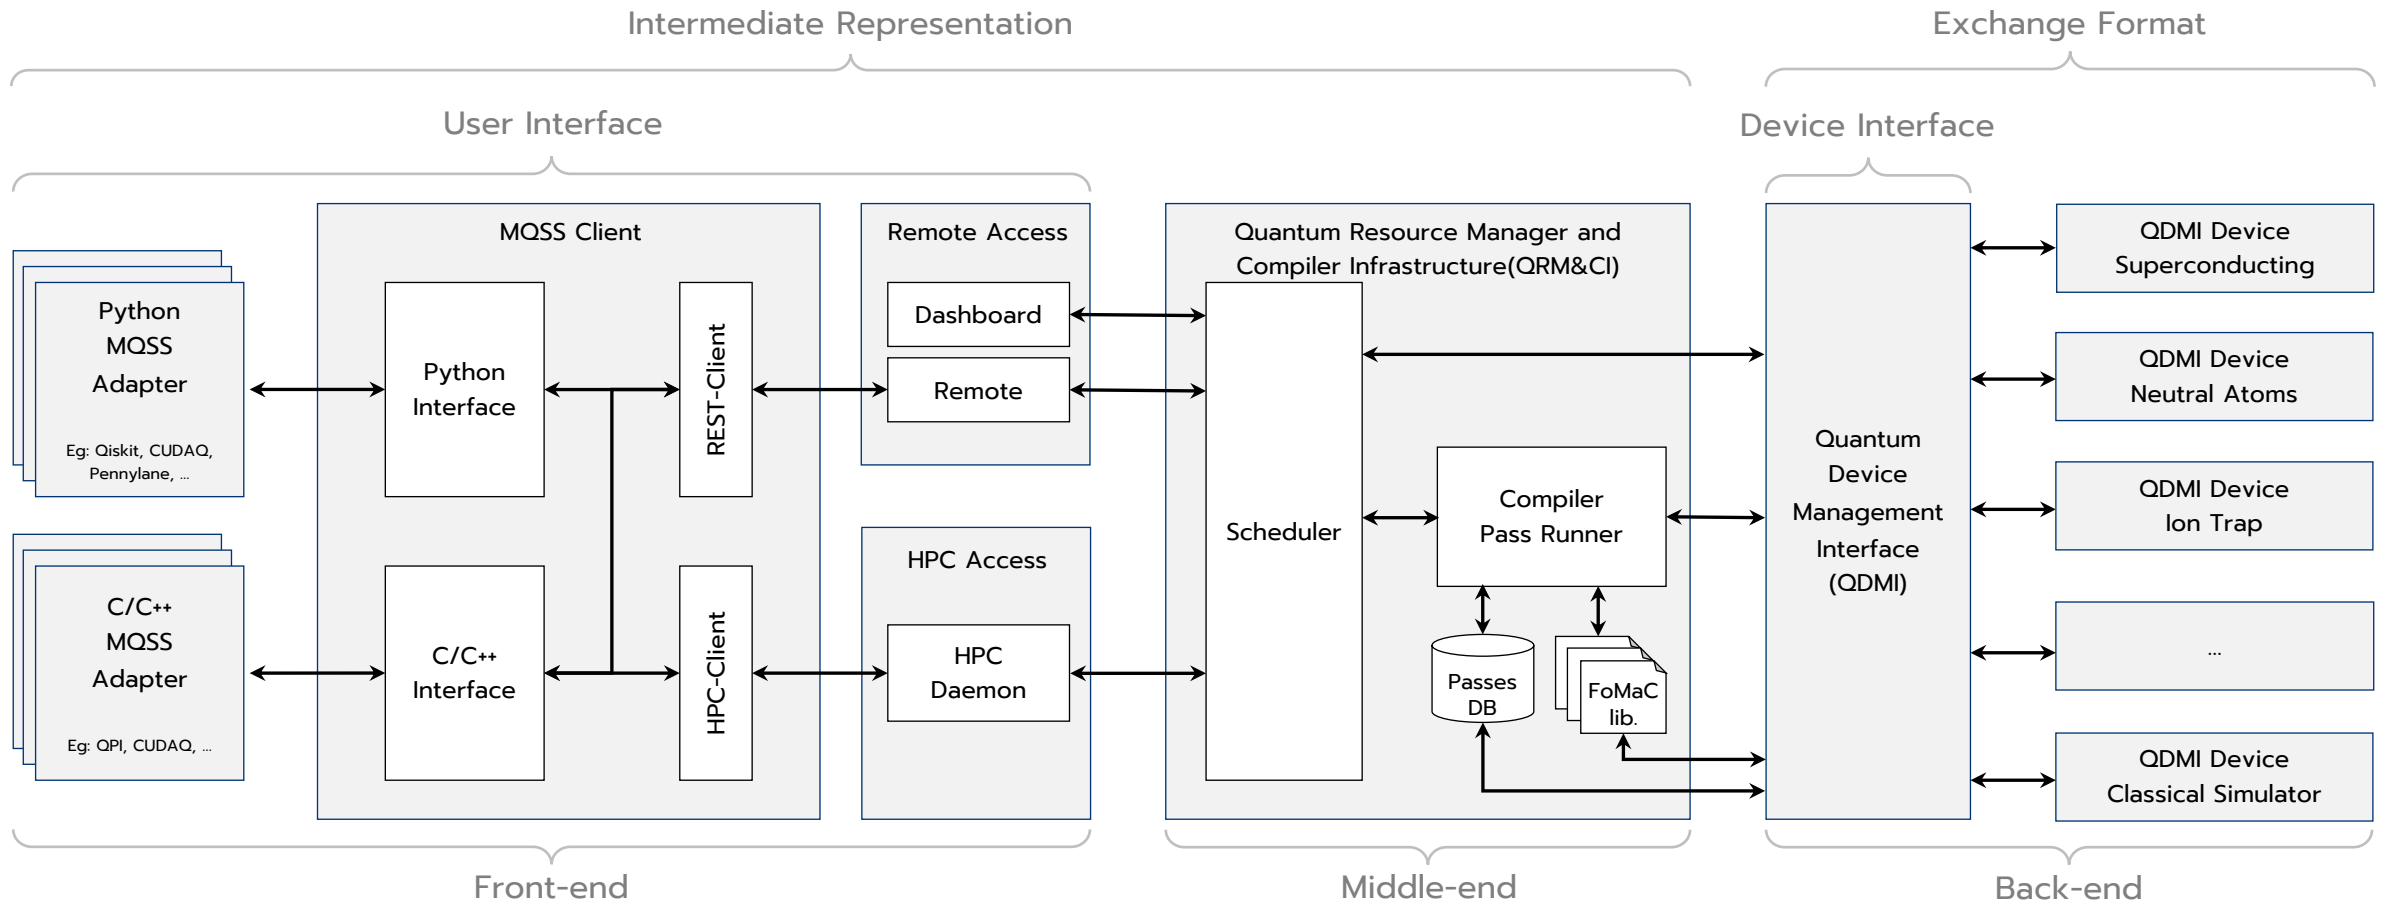 Intermediate Representation
Exchange Format
User Interface
Device Interface
Python
MQSS
Adapter
Eg: Qiskit, CUDAQ,
Pennylane, ...
C/C++
MQSS
Adapter
Eg: QPI, CUDAQ, ...
MQSS Client
Python
Interface
REST-Client
C/C++
Interface
HPC-Client
Remote Access
Dashboard
Remote
HPC Access
HPC
Daemon
Quantum Resource Manager and
Compiler Infrastructure(QRM&CI)
Scheduler
Compiler
Pass Runner
Passes
DB
FoMaC
lib.
Quantum
Device
Management
Interface
(QDMI)
QDMI Device
Superconducting
QDMI Device
Neutral Atoms
QDMI Device
Ion Trap
...
QDMI Device
Classical Simulator
Front-end
Middle-end
Back-end